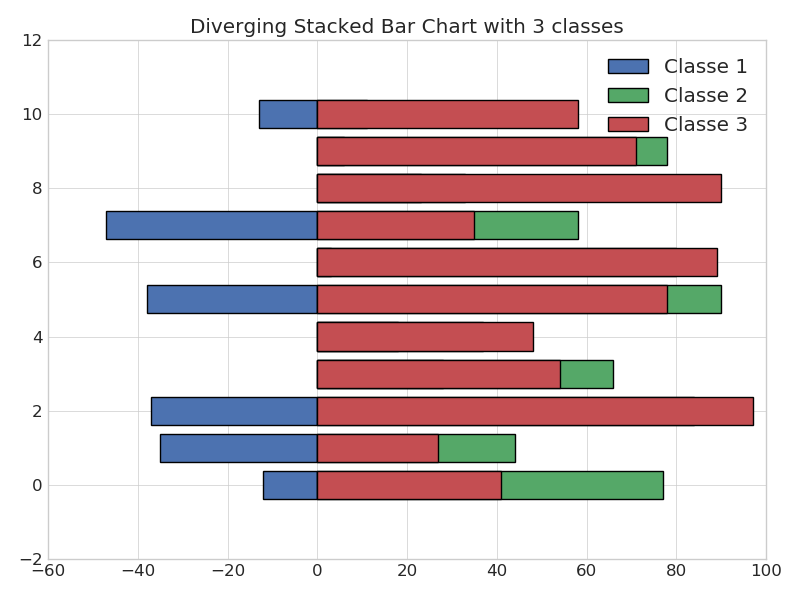 Diverging Stacked Bar Chart with 3 classes
12
10
8
6
4
2
0
−2
Classe 1
Classe 2
Classe 3
−60 −40 −20 0 20 40 60 80 100